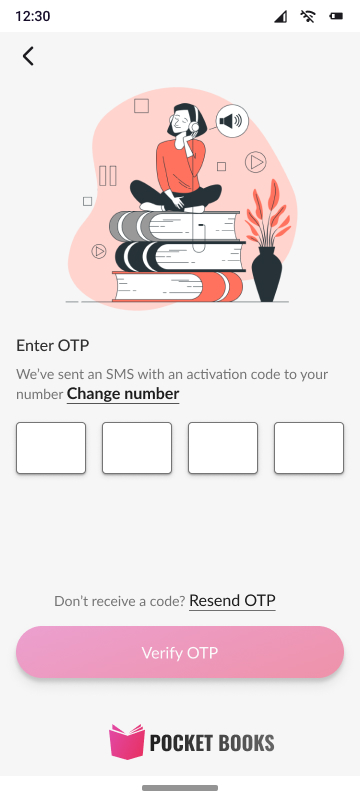 12:30
Enter OTP
We’ve sent an SMS with an activation code to your
number Change number
Don’t receive a code? Resend OTP
Verify OTP
POCKET BOOKS